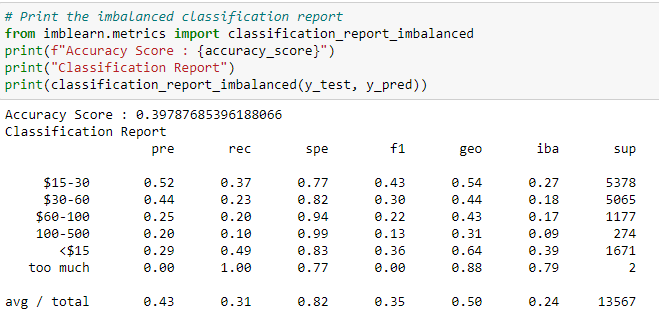 # Print the imbalanced classification report
from imblearn.metrics import classification_report_imbalanced
print(f"Accuracy Score : {accuracy_score}")
print("Classification Report")
print(classification_report_imbalanced(y_test, y_pred))
Accuracy Score : 0.39787685396188066
Classification Report
pre rec spe f1 geo iba sup
$15-30 0.52 0.37 0.77 0.43 0.54 0.27 5378
$30-60 0.44 0.23 0.82 0.30 0.44 0.18 5065
$60-100 0.25 0.20 0.94 0.22 0.43 0.17 1177
100-500 0.20 0.10 0.99 0.13 0.31 0.09 274
<$15 0.29 0.49 0.83 0.36 0.64 0.39 1671
too much 0.00 1.00 0.77 0.00 0.88 0.79 2
avg / total 0.43 0.31 0.82 0.35 0.50 0.24 13567